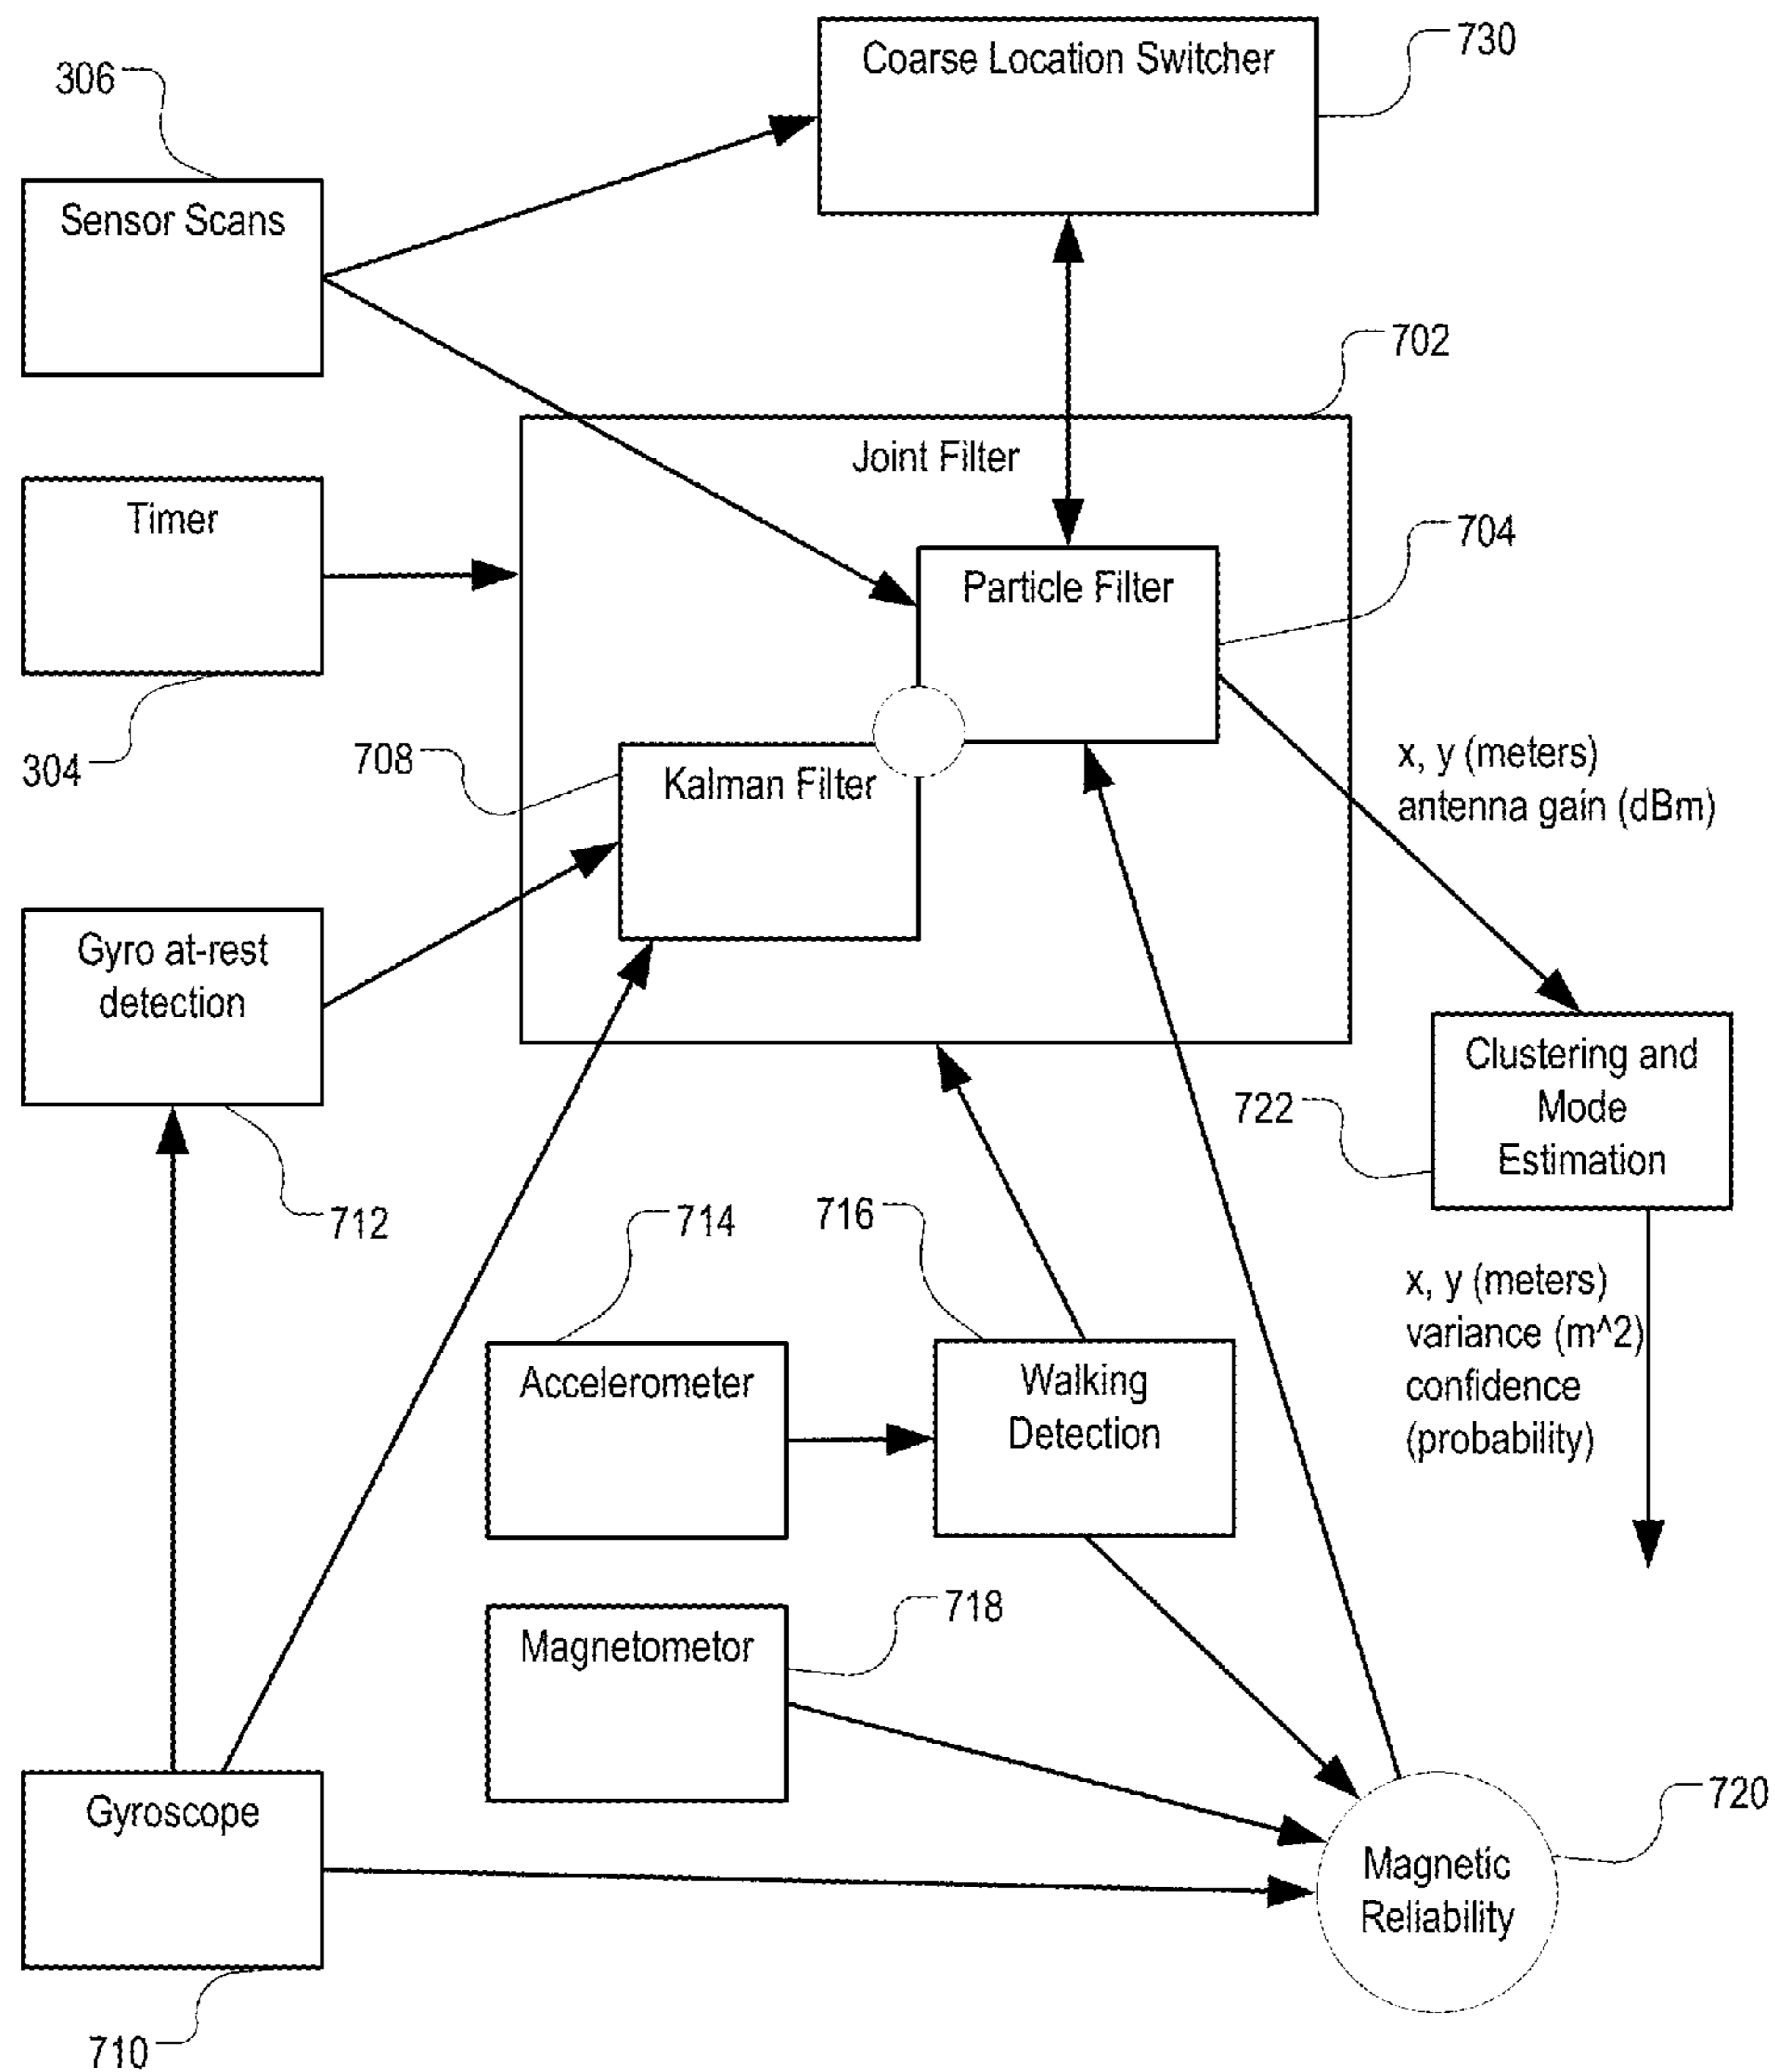 Coarse Location Switcher
730
306
Sensor Scans
702
Joint Filter
Timer
704
Particle Filter
304
708
Kalman Filter
x, y (meters)
antenna gain (dBm)
Gyro at-rest
detection
712
Clustering and
Mode
Estimation
722
714
716
x, y (meters)
variance (m^2)
confidence
(probability)
Accelerometer
Walking
Detection
718
Magnetometor
Gyroscope
720
Magnetic
Reliability
710